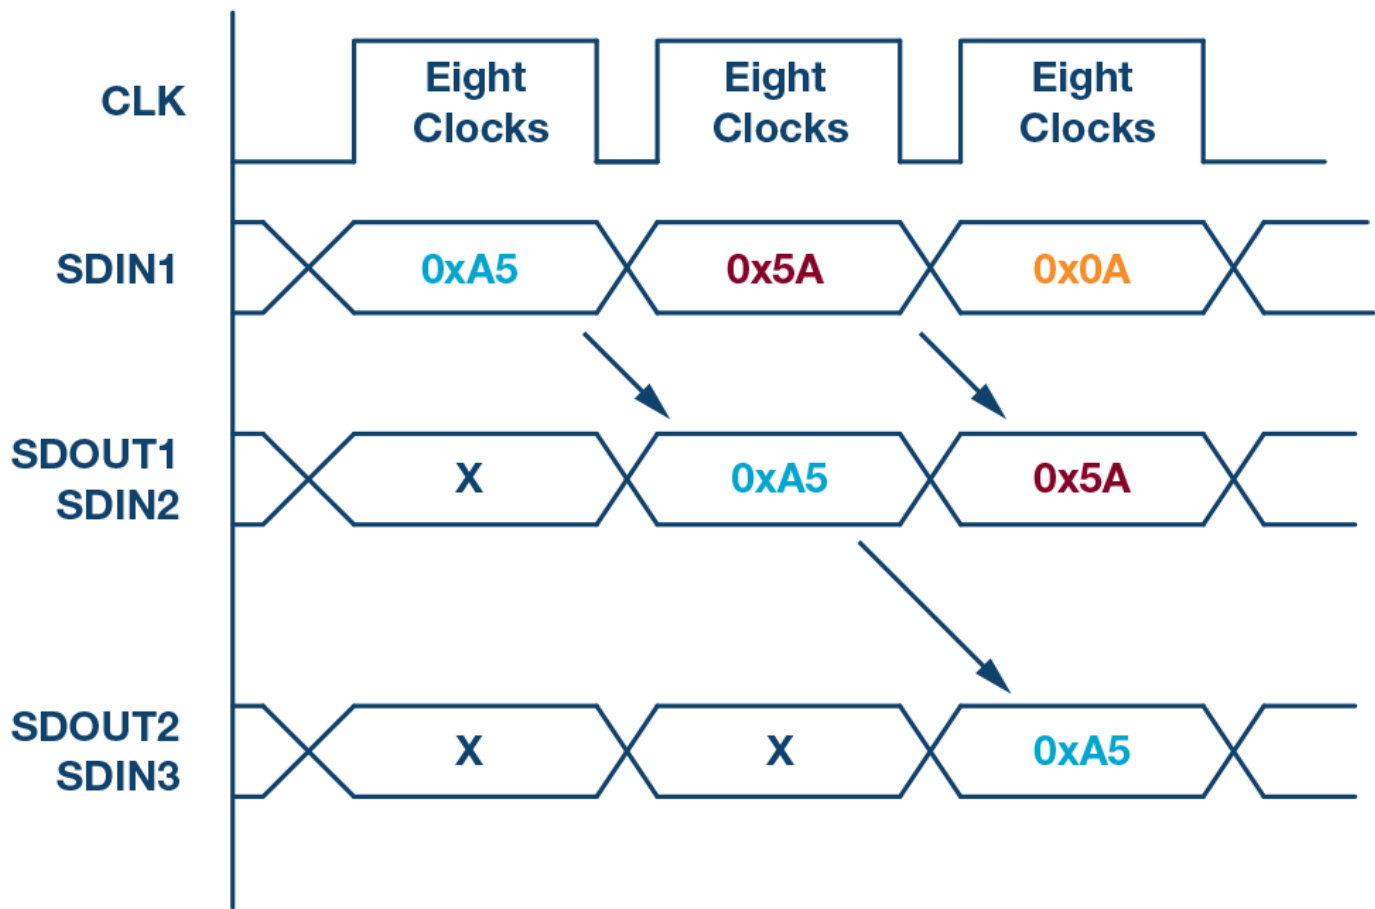 CLK
Eight Eight Eight
Clocks Clocks Clocks
SDIN1 0xA5 0x5A 0x0A
SDOUT1
SDIN2
X 0xA5 0x5A
SDOUT2
SDIN3
X X 0xA5